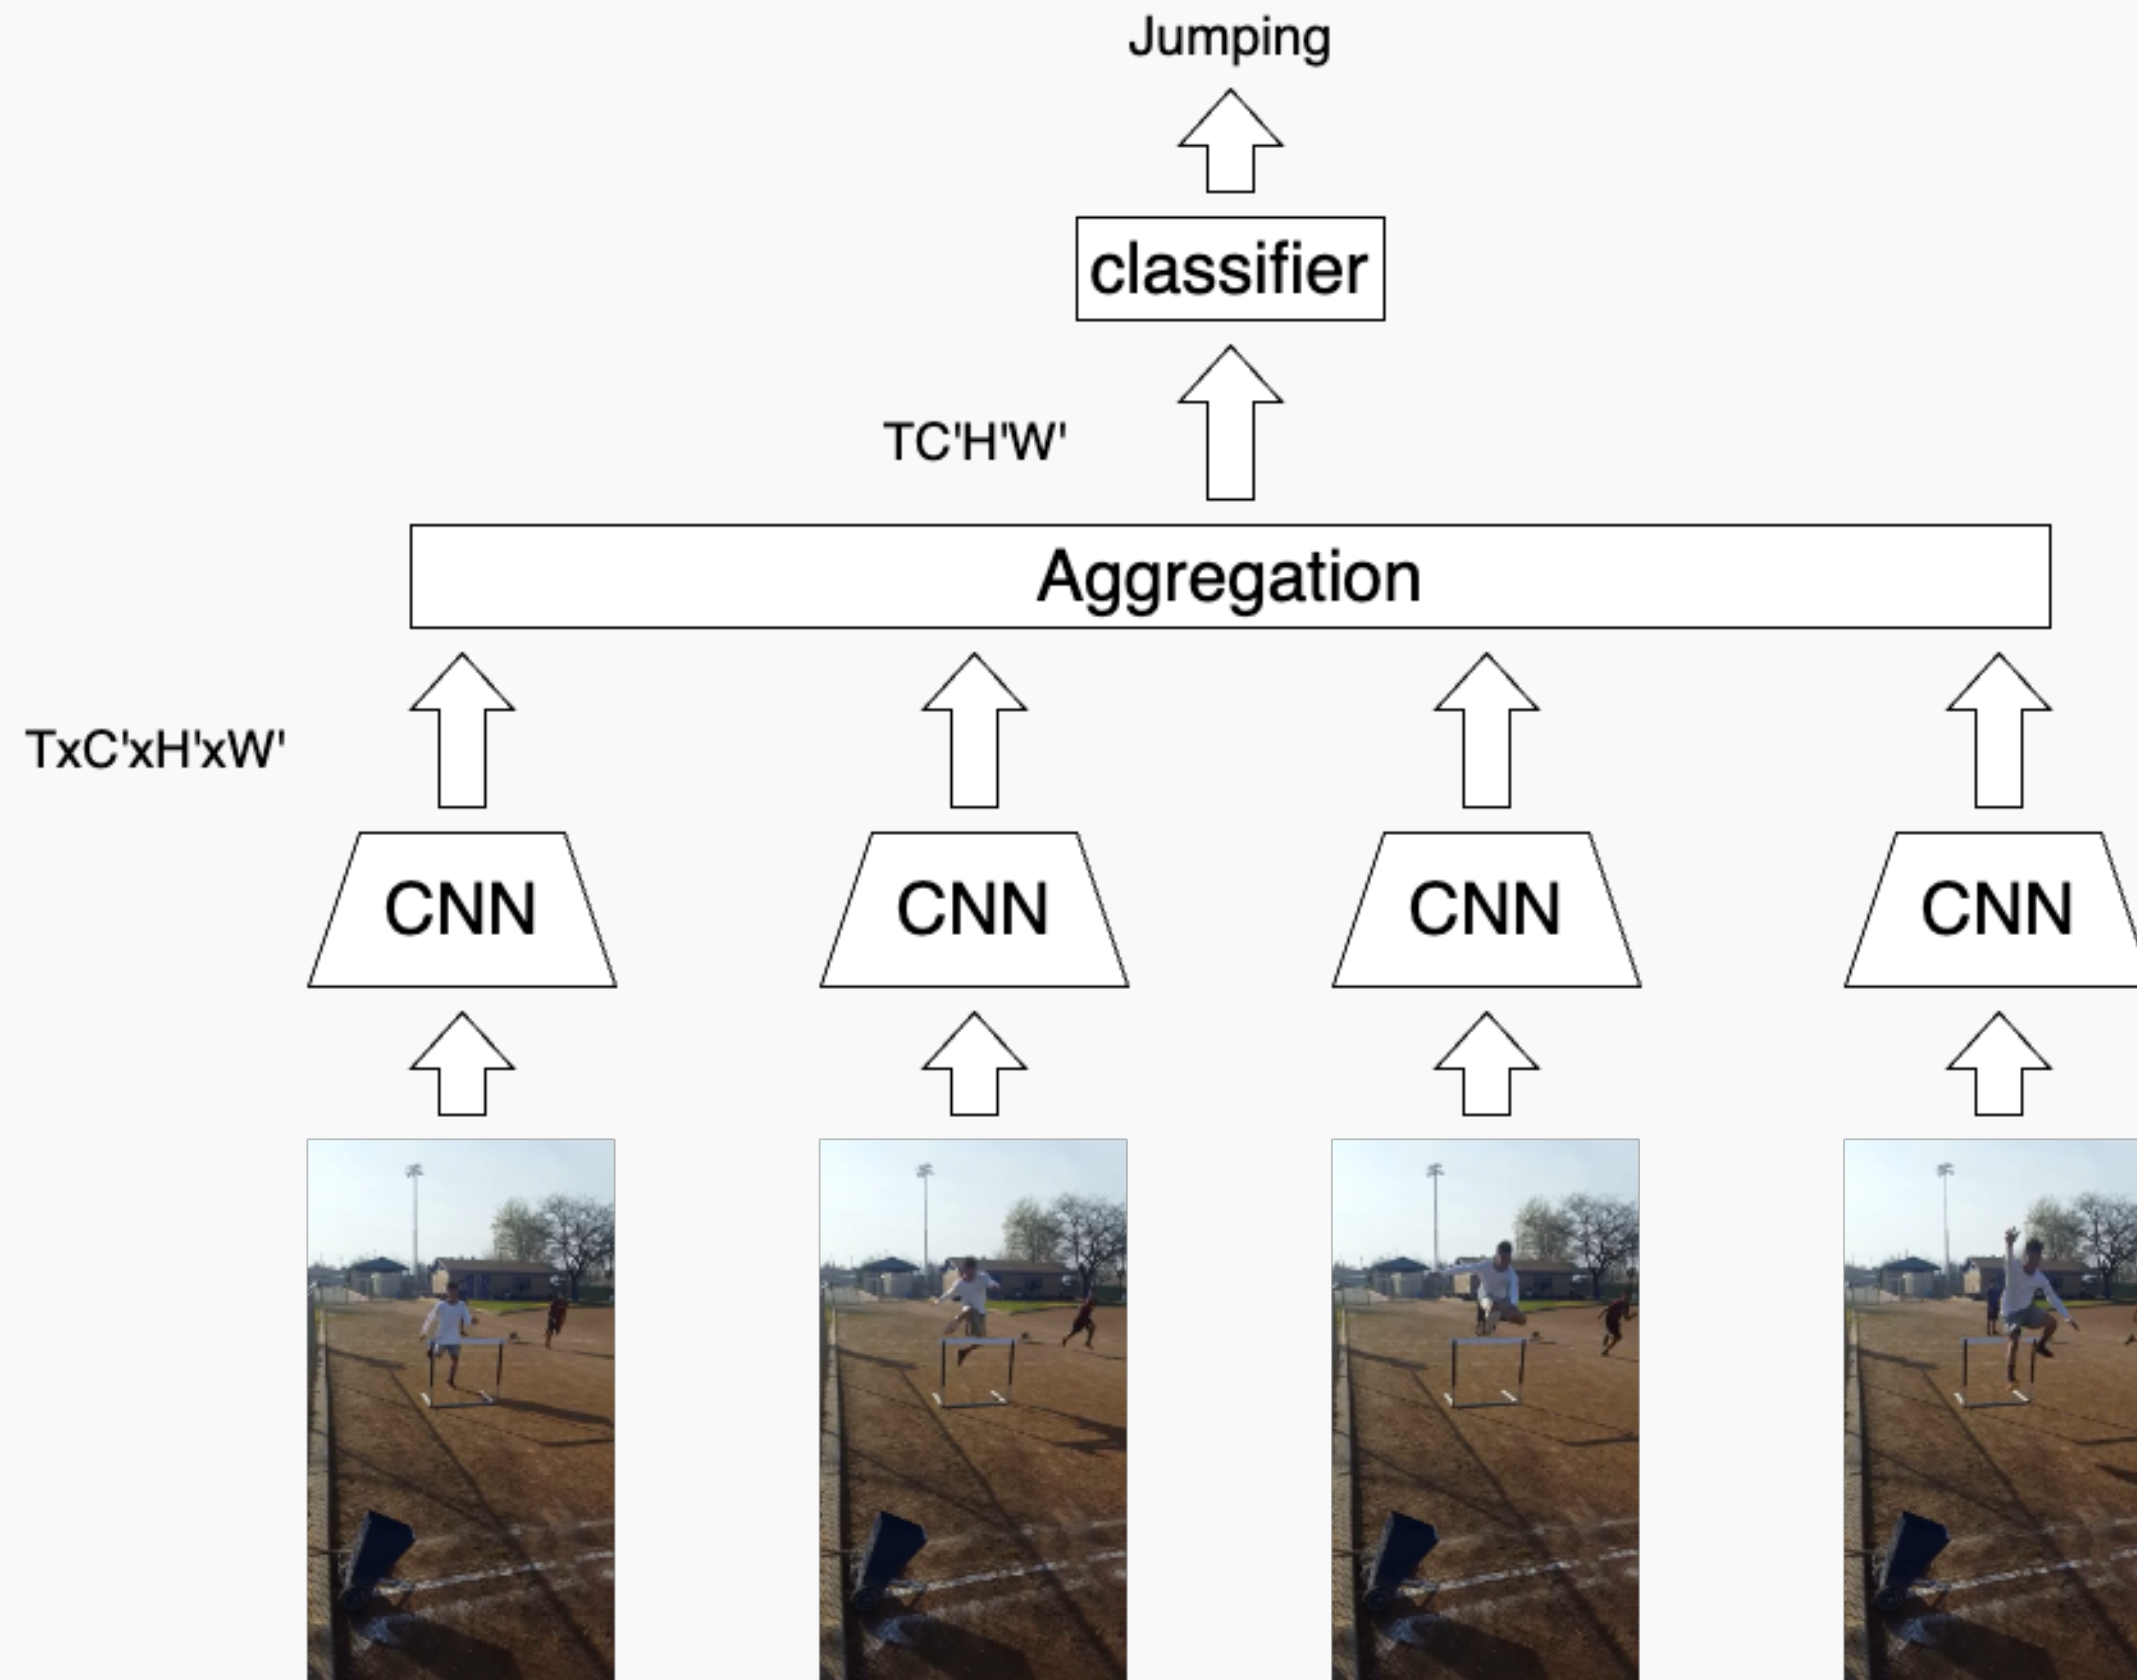 Jumping
classifier
TC'H'W'
Aggregation
TxC'xH'xW'
CNN CNN CNN CNN